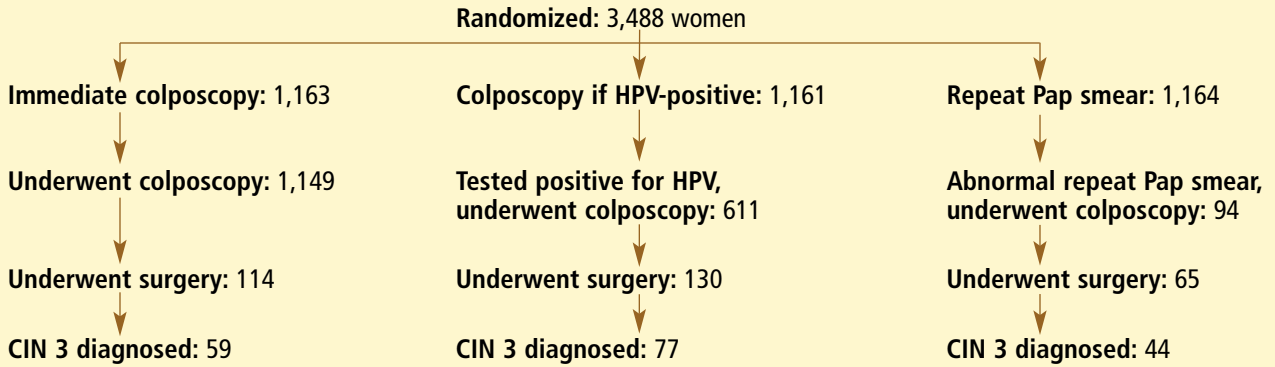 Randomized: 3,488 women
Immediate colposcopy: 1,163
Colposcopy if HPV-positive: 1,161
Repeat Pap smear: 1,164
Underwent colposcopy: 1,149
Tested positive for HPV,
underwent colposcopy: 611
Abnormal repeat Pap smear,
underwent colposcopy: 94
Underwent surgery: 114
Underwent surgery: 130
Underwent surgery: 65
CIN 3 diagnosed: 59
CIN 3 diagnosed: 77
CIN 3 diagnosed: 44